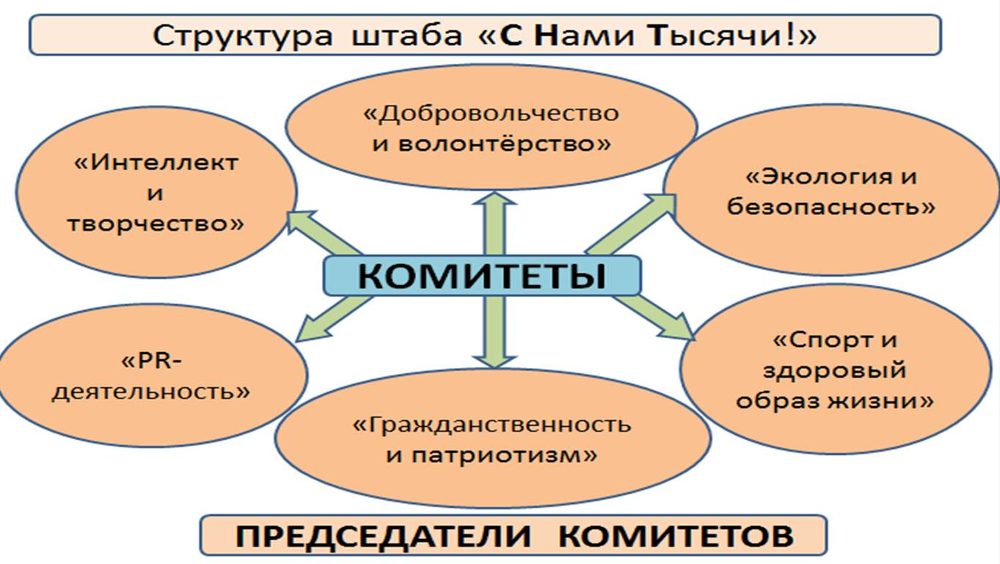 Структура штаба «С Нами Тысячи!»
«Добровольчество
и волонтёрство»
«Интеллект
и
творчество»
«Экология и
безопасность»
КОМИТЕТЫ
«PR-
деятельность»
«Спорт и
здоровый
образ жизни»
«Гражданственность
и патриотизм»
ПРЕДСЕДАТЕЛИ КОМИТЕТОВ